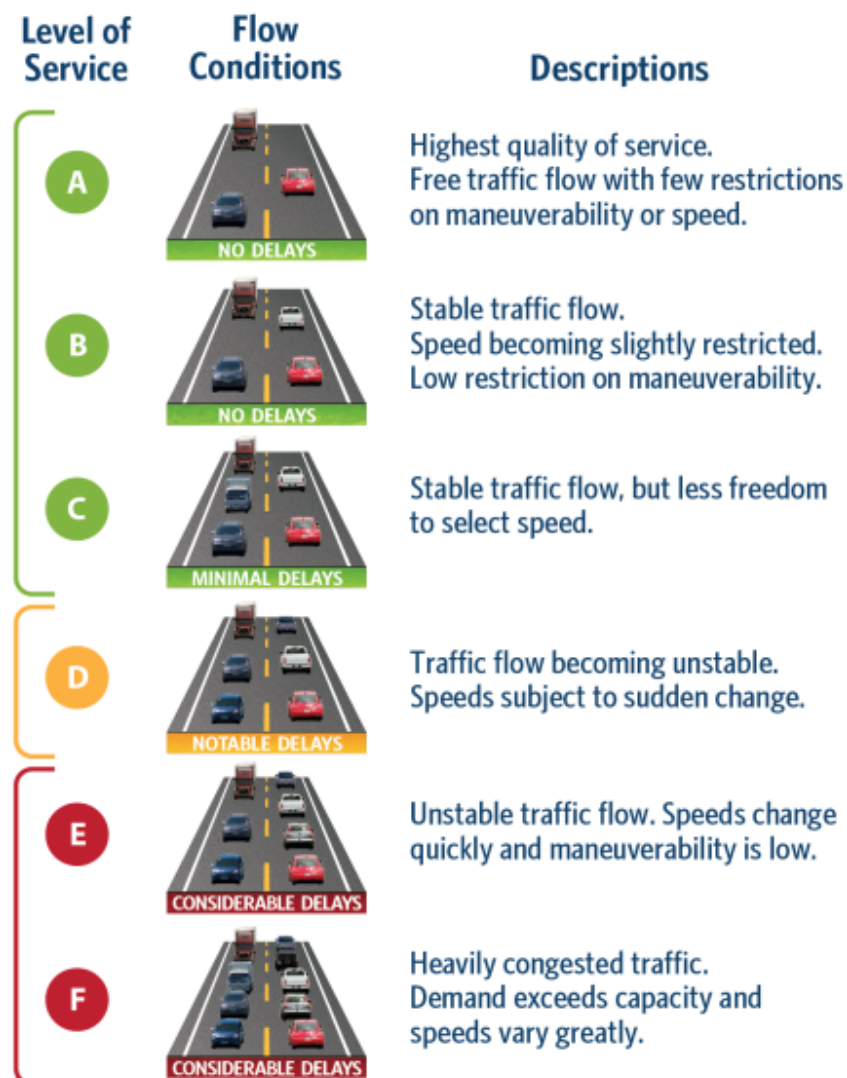 Level of
Service
Flow
Conditions
Descriptions
A
NO DELAYS
Highest quality of service.
Free traffic flow with few restrictions
on maneuverability or speed.
B
NO DELAYS
Stable traffic flow.
Speed becoming slightly restricted.
Low restriction on maneuverability.
C
MINIMAL DELAYS
Stable traffic flow, but less freedom
to select speed.
D
NOTABLE DELAYS
Traffic flow becoming unstable.
Speeds subject to sudden change.
E
CONSIDERABLE DELAYS
Unstable traffic flow. Speeds change
quickly and maneuverability is low.
F
CONSIDERABLE DELAYS
Heavily congested traffic.
Demand exceeds capacity and
speeds vary greatly.